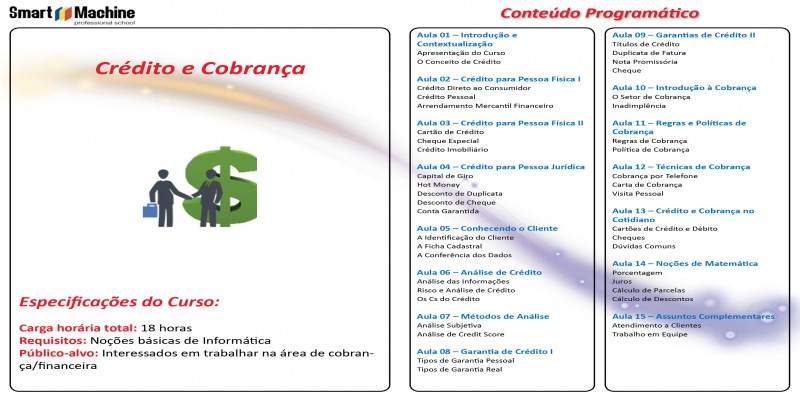 Smart Machine
professional school
Crédito e Cobrança
Especificações do Curso:
Carga horária total: 18 horas
Requisitos: Noções básicas de Informática
Público-alvo: Interessados em trabalhar na área de cobran-
ça/financeira
Conteúdo Programático
Aula 01 – Introdução e
Contextualização
Apresentação do Curso
O Conceito de Crédito
Aula 02 – Crédito para Pessoa Física I
Crédito Direto ao Consumidor
Crédito Pessoal
Arrendamento Mercantil Financeiro
Aula 03 – Crédito para Pessoa Física II
Cartão de Crédito
Cheque Especial
Crédito Imobiliário
Aula 04 – Crédito para Pessoa Jurídica
Capital de Giro
Hot Money
Desconto de Duplicata
Desconto de Cheque
Conta Garantida
Aula 05 – Conhecendo o Cliente
A Identificação do Cliente
A Ficha Cadastral
A Conferência dos Dados
Aula 06 – Análise de Crédito
Análise das Informações
Risco e Análise de Crédito
Os Cs do Crédito
Aula 07 – Métodos de Análise
Análise Subjetiva
Análise de Credit Score
Aula 08 – Garantia de Crédito I
Tipos de Garantia Pessoal
Tipos de Garantia Real
Aula 09 – Garantias de Crédito II
Títulos de Crédito
Duplicata de Fatura
Nota Promissória
Cheque
Aula 10 – Introdução à Cobrança
O Setor de Cobrança
Inadimplência
Aula 11 – Regras e Políticas de
Cobrança
Regras de Cobrança
Política de Cobrança
Aula 12 – Técnicas de Cobrança
Cobrança por Telefone
Carta de Cobrança
Visita Pessoal
Aula 13 – Crédito e Cobrança no
Cotidiano
Cartões de Crédito e Débito
Cheques
Dúvidas Comuns
Aula 14 – Noções de Matemática
Porcentagem
Juros
Cálculo de Parcelas
Cálculo de Descontos
Aula 15 – Assuntos Complementares
Atendimento a Clientes
Trabalho em Equipe